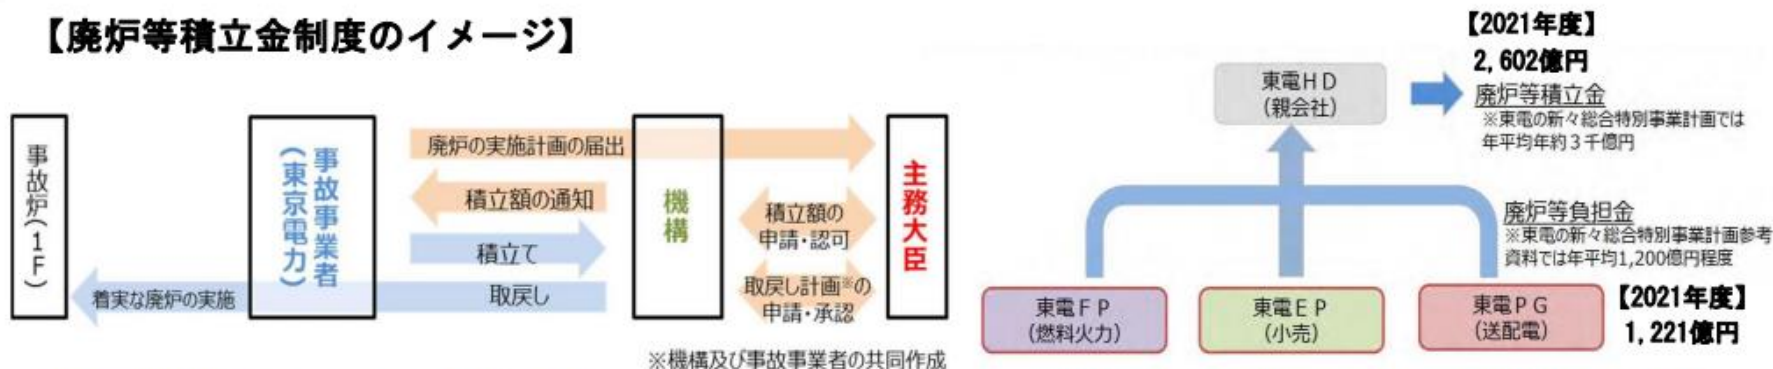 【廃炉等積立金制度のイメージ】
事故炉(1F)
事故事業者
(東京電力)
機構
主務大臣
廃炉の実施計画の届出
積立額の通知
積立て
取戻し
着実な廃炉の実施
積立額の
申請・認可
取戻し計画※の
申請・承認
※機構及び事故事業者の共同作成
【2021年度】
2,602億円
東電HD
(親会社)
廃炉等積立金
※東電の新々総合特別事業計画では
年平均年約3千億円
廃炉等負担金
※東電の新々総合特別事業計画参考
資料では年平均1,200億円程度
東電FP
(燃料火力)
東電EP
(小売)
東電PG
(送配電)
【2021年度】
1,221億円